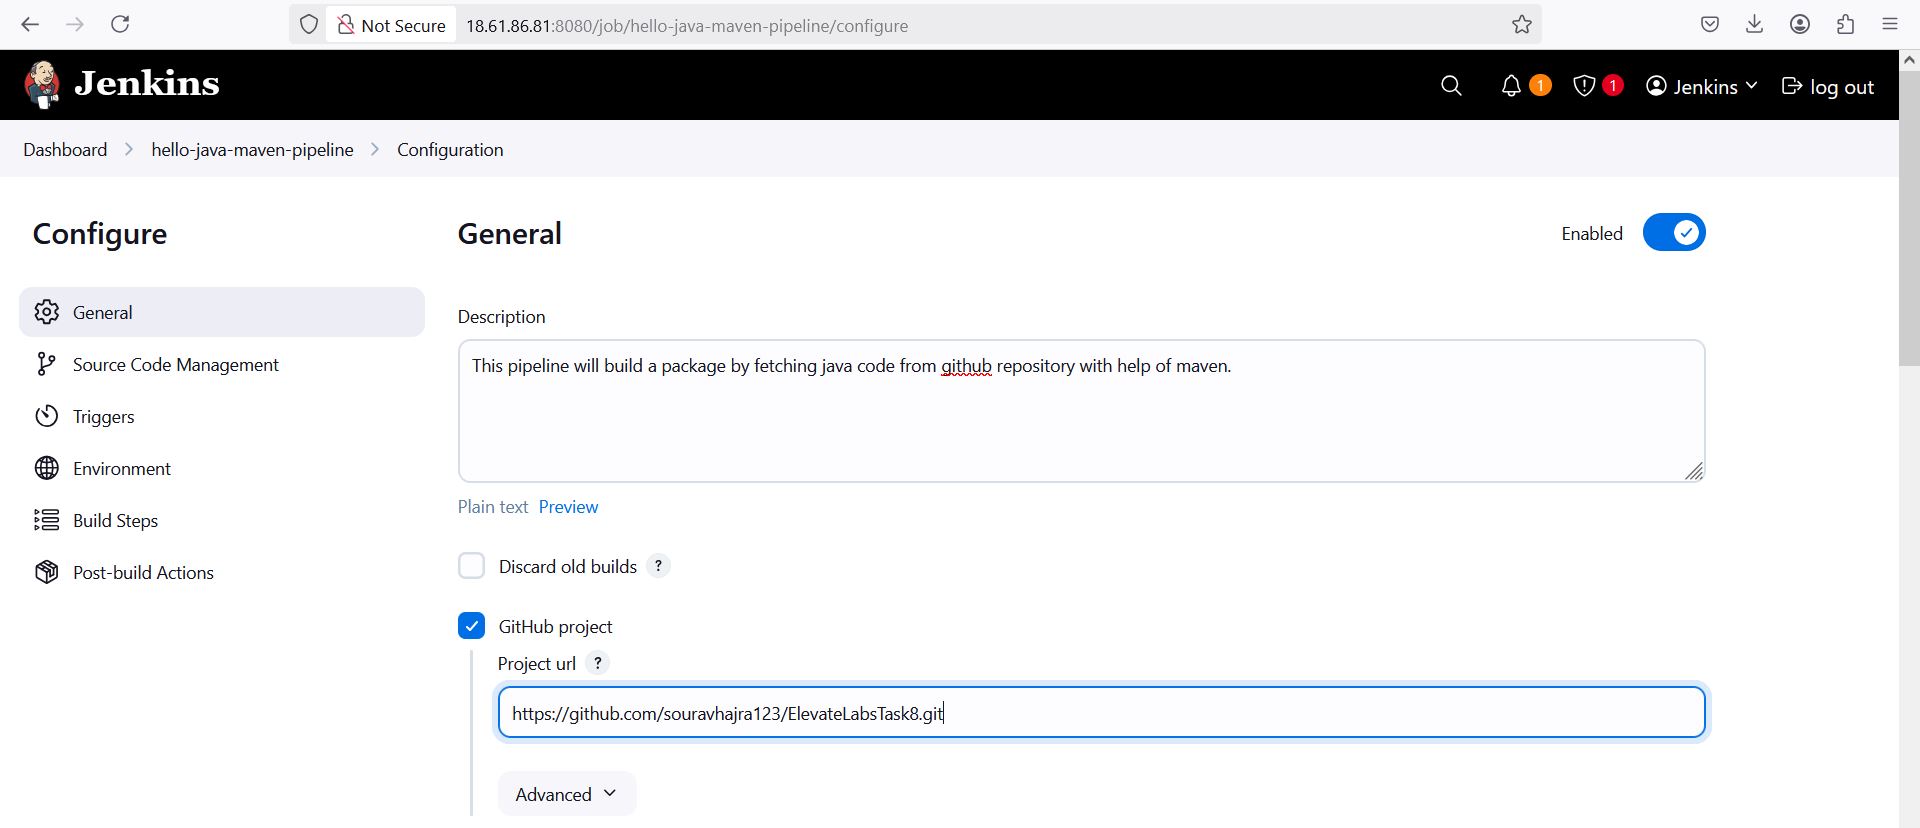 Not Secure 18.61.86.81:8080/job/hello-java-maven-pipeline/configure
Jenkins 1 1 Jenkins log out
Dashboard hello-java-maven-pipeline Configuration
Configure
General
Source Code Management
Triggers
Environment
Build Steps
Post-build Actions
General Enabled
Description
This pipeline will build a package by fetching java code from github repository with help of maven.
Plain text Preview
Discard old builds ?
GitHub project
Project url ?
https://github.com/souravhajra123/ElevateLabsTask8.git
Advanced